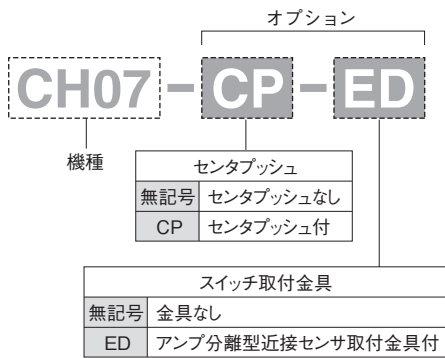 オプション
CH07-CP-ED
機種
センタプッシュ
無記号 センタプッシュなし
CP センタプッシュ付
スイッチ取付金具
無記号 金具なし
ED アンプ分離型近接センサ取付金具付